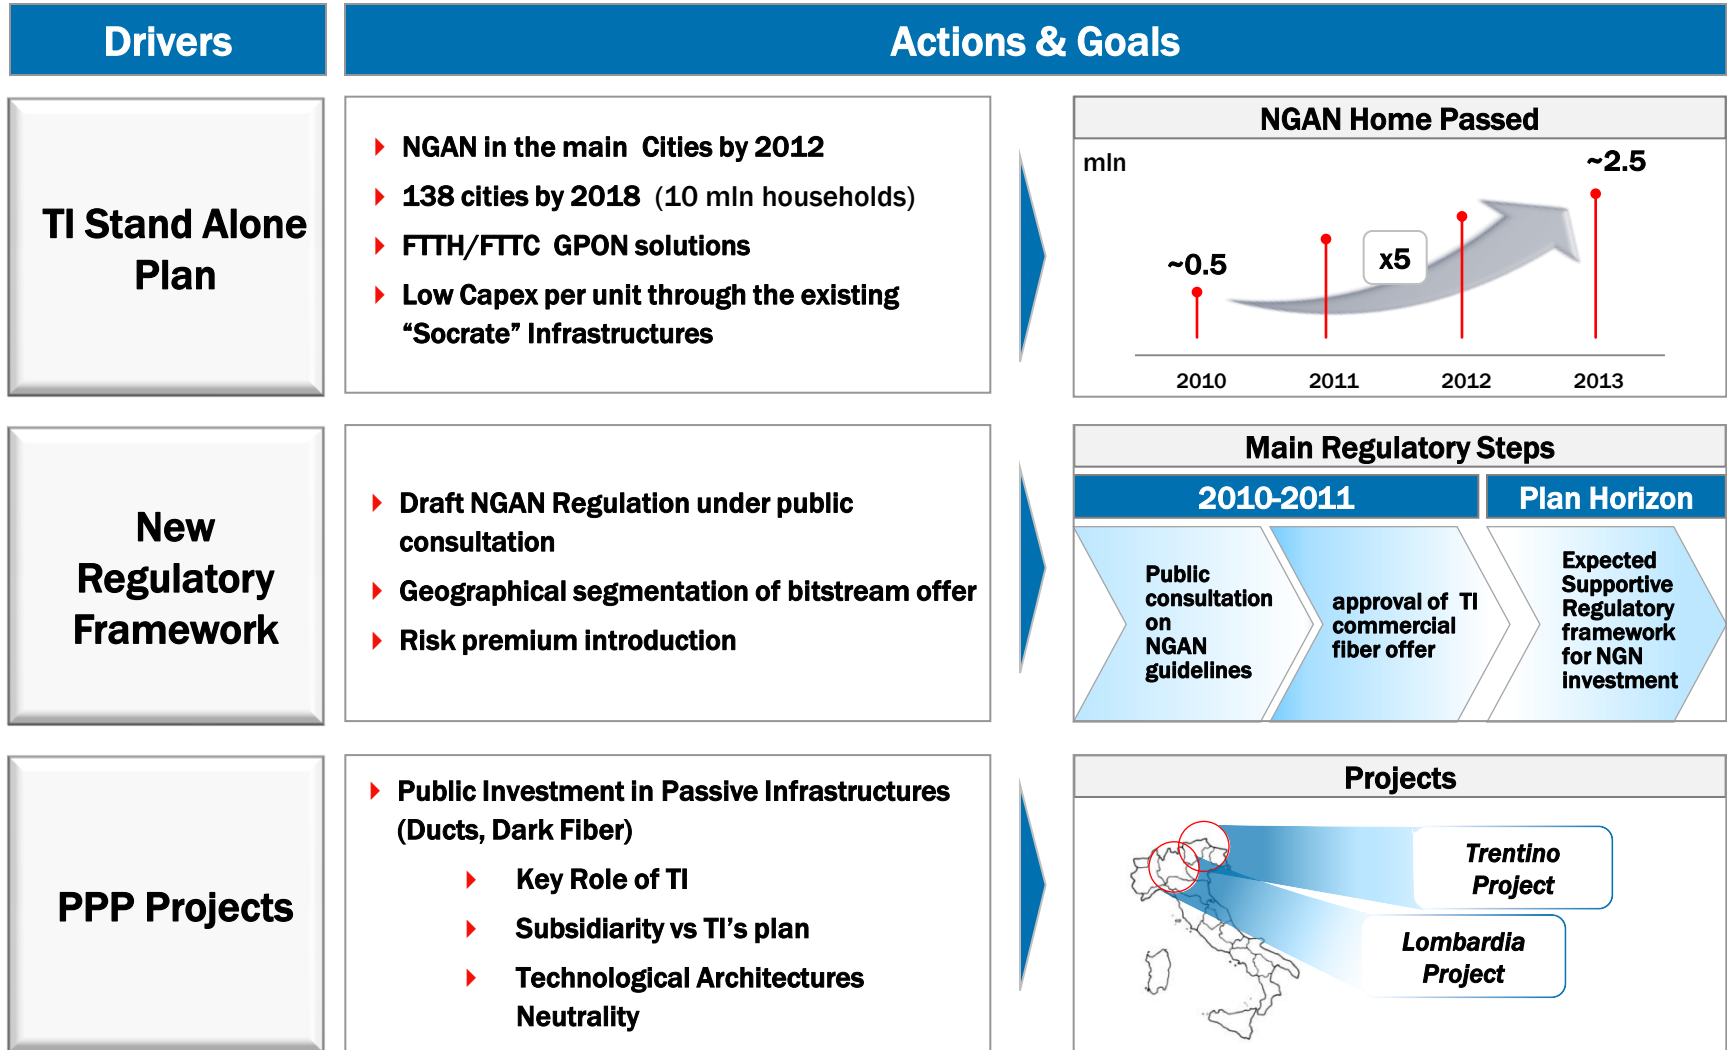 Drivers
Actions & Goals
TI Stand Alone
Plan
NGAN in the main Cities by 2012
138 cities by 2018 (10 mln households)
FTTH/FTTC GPON solutions
Low Capex per unit through the existing
“Socrate” Infrastructures
NGAN Home Passed
mln
~0.5
x5
~2.5
2010
2011
2012
2013
New
Regulatory
Framework
Draft NGAN Regulation under public
consultation
Geographical segmentation of bitstream offer
Risk premium introduction
Main Regulatory Steps
2010-2011
Plan Horizon
Public
consultation
on
NGAN
guidelines
approval of TI
commercial
fiber offer
Expected
Supportive
Regulatory
framework
for NGN
investment
PPP Projects
Public Investment in Passive Infrastructures
(Ducts, Dark Fiber)
Key Role of TI
Subsidiarity vs TI’s plan
Technological Architectures
Neutrality
Projects
Trentino
Project
Lombardia
Project